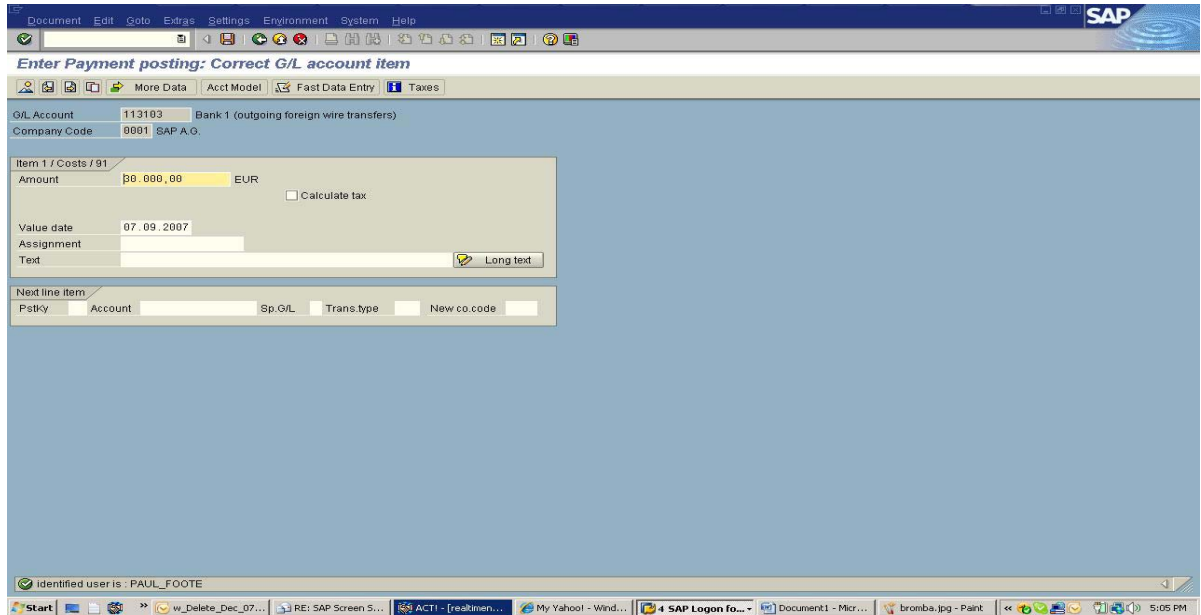 Document Edit Goto Extras Settings Environment System Help
SAP
Enter Payment posting: Correct G/L account item
More Data Acct Model Fast Data Entry Taxes
G/L Account 113103 Bank 1 (outgoing foreign wire transfers)
Company Code 0001 SAP A.G.
Item 1 / Costs / 91
Amount 30.000,00 EUR
Calculate tax
Value date 07.09.2007
Assignment
Text Long text
Next line item
PstKy Account Sp.G/L Trans.type New co.code
identified user is : PAUL_FOOTE
Start » w_Delete_Dec_07... RE: SAP Screen S... ACT! - [realtimen... My Yahoo! - Wind... 4 SAP Logon fo... Document1 - Micr... bromba.jpg - Paint « 5:05 PM